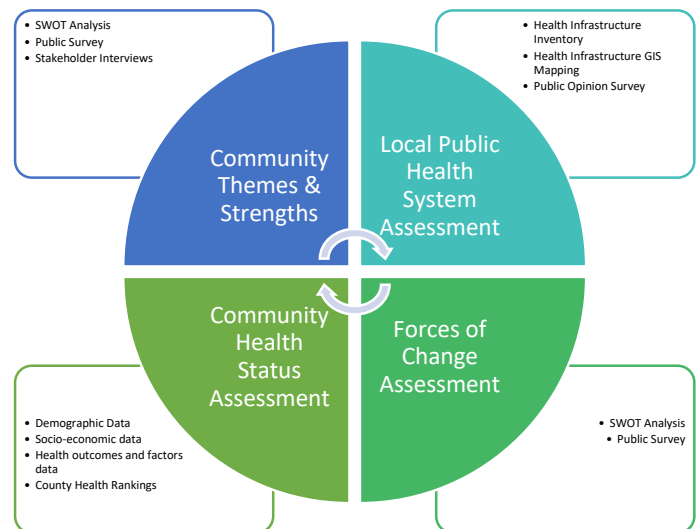 • SWOT Analysis
• Public Survey
• Stakeholder Interviews
• Health Infrastructure
Inventory
• Health Infrastructure GIS
Mapping
• Public Opinion Survey
Community
Themes &
Strengths
Local Public
Health
System
Assessment
Community
Health
Status
Assessment
Forces of
Change
Assessment
• Demographic Data
• Socio-economic data
• Health outcomes and factors
data
• County Health Rankings
• SWOT Analysis
• Public Survey